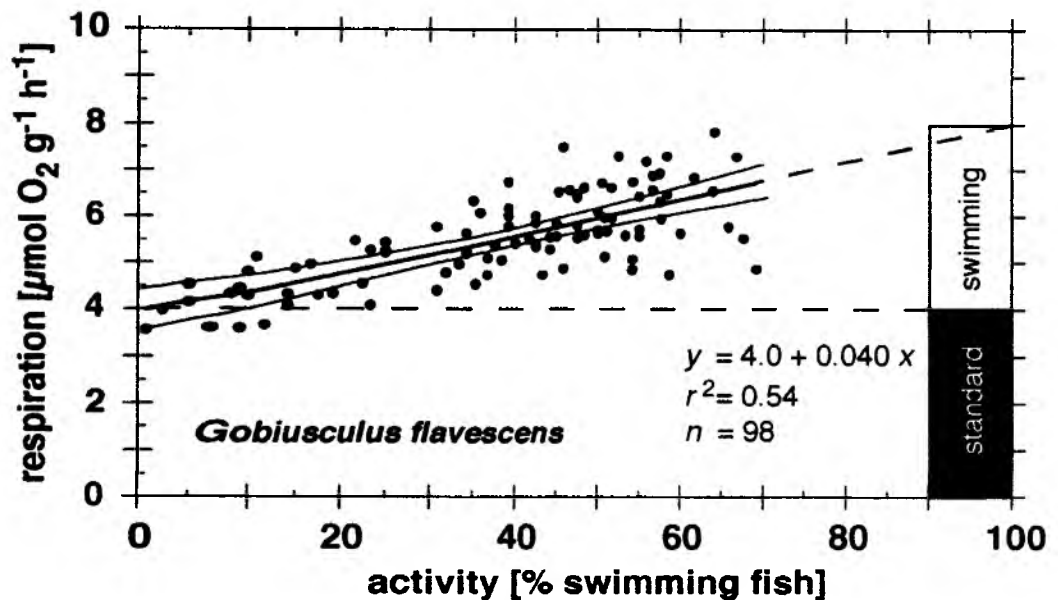 10
8
6
4
2
0
respiration [µmol O₂ g⁻¹ h⁻¹]
swimming
standard
y = 4.0 + 0.040 x
r² = 0.54
n = 98
Gobiusculus flavescens
0 20 40 60 80 100
activity [% swimming fish]